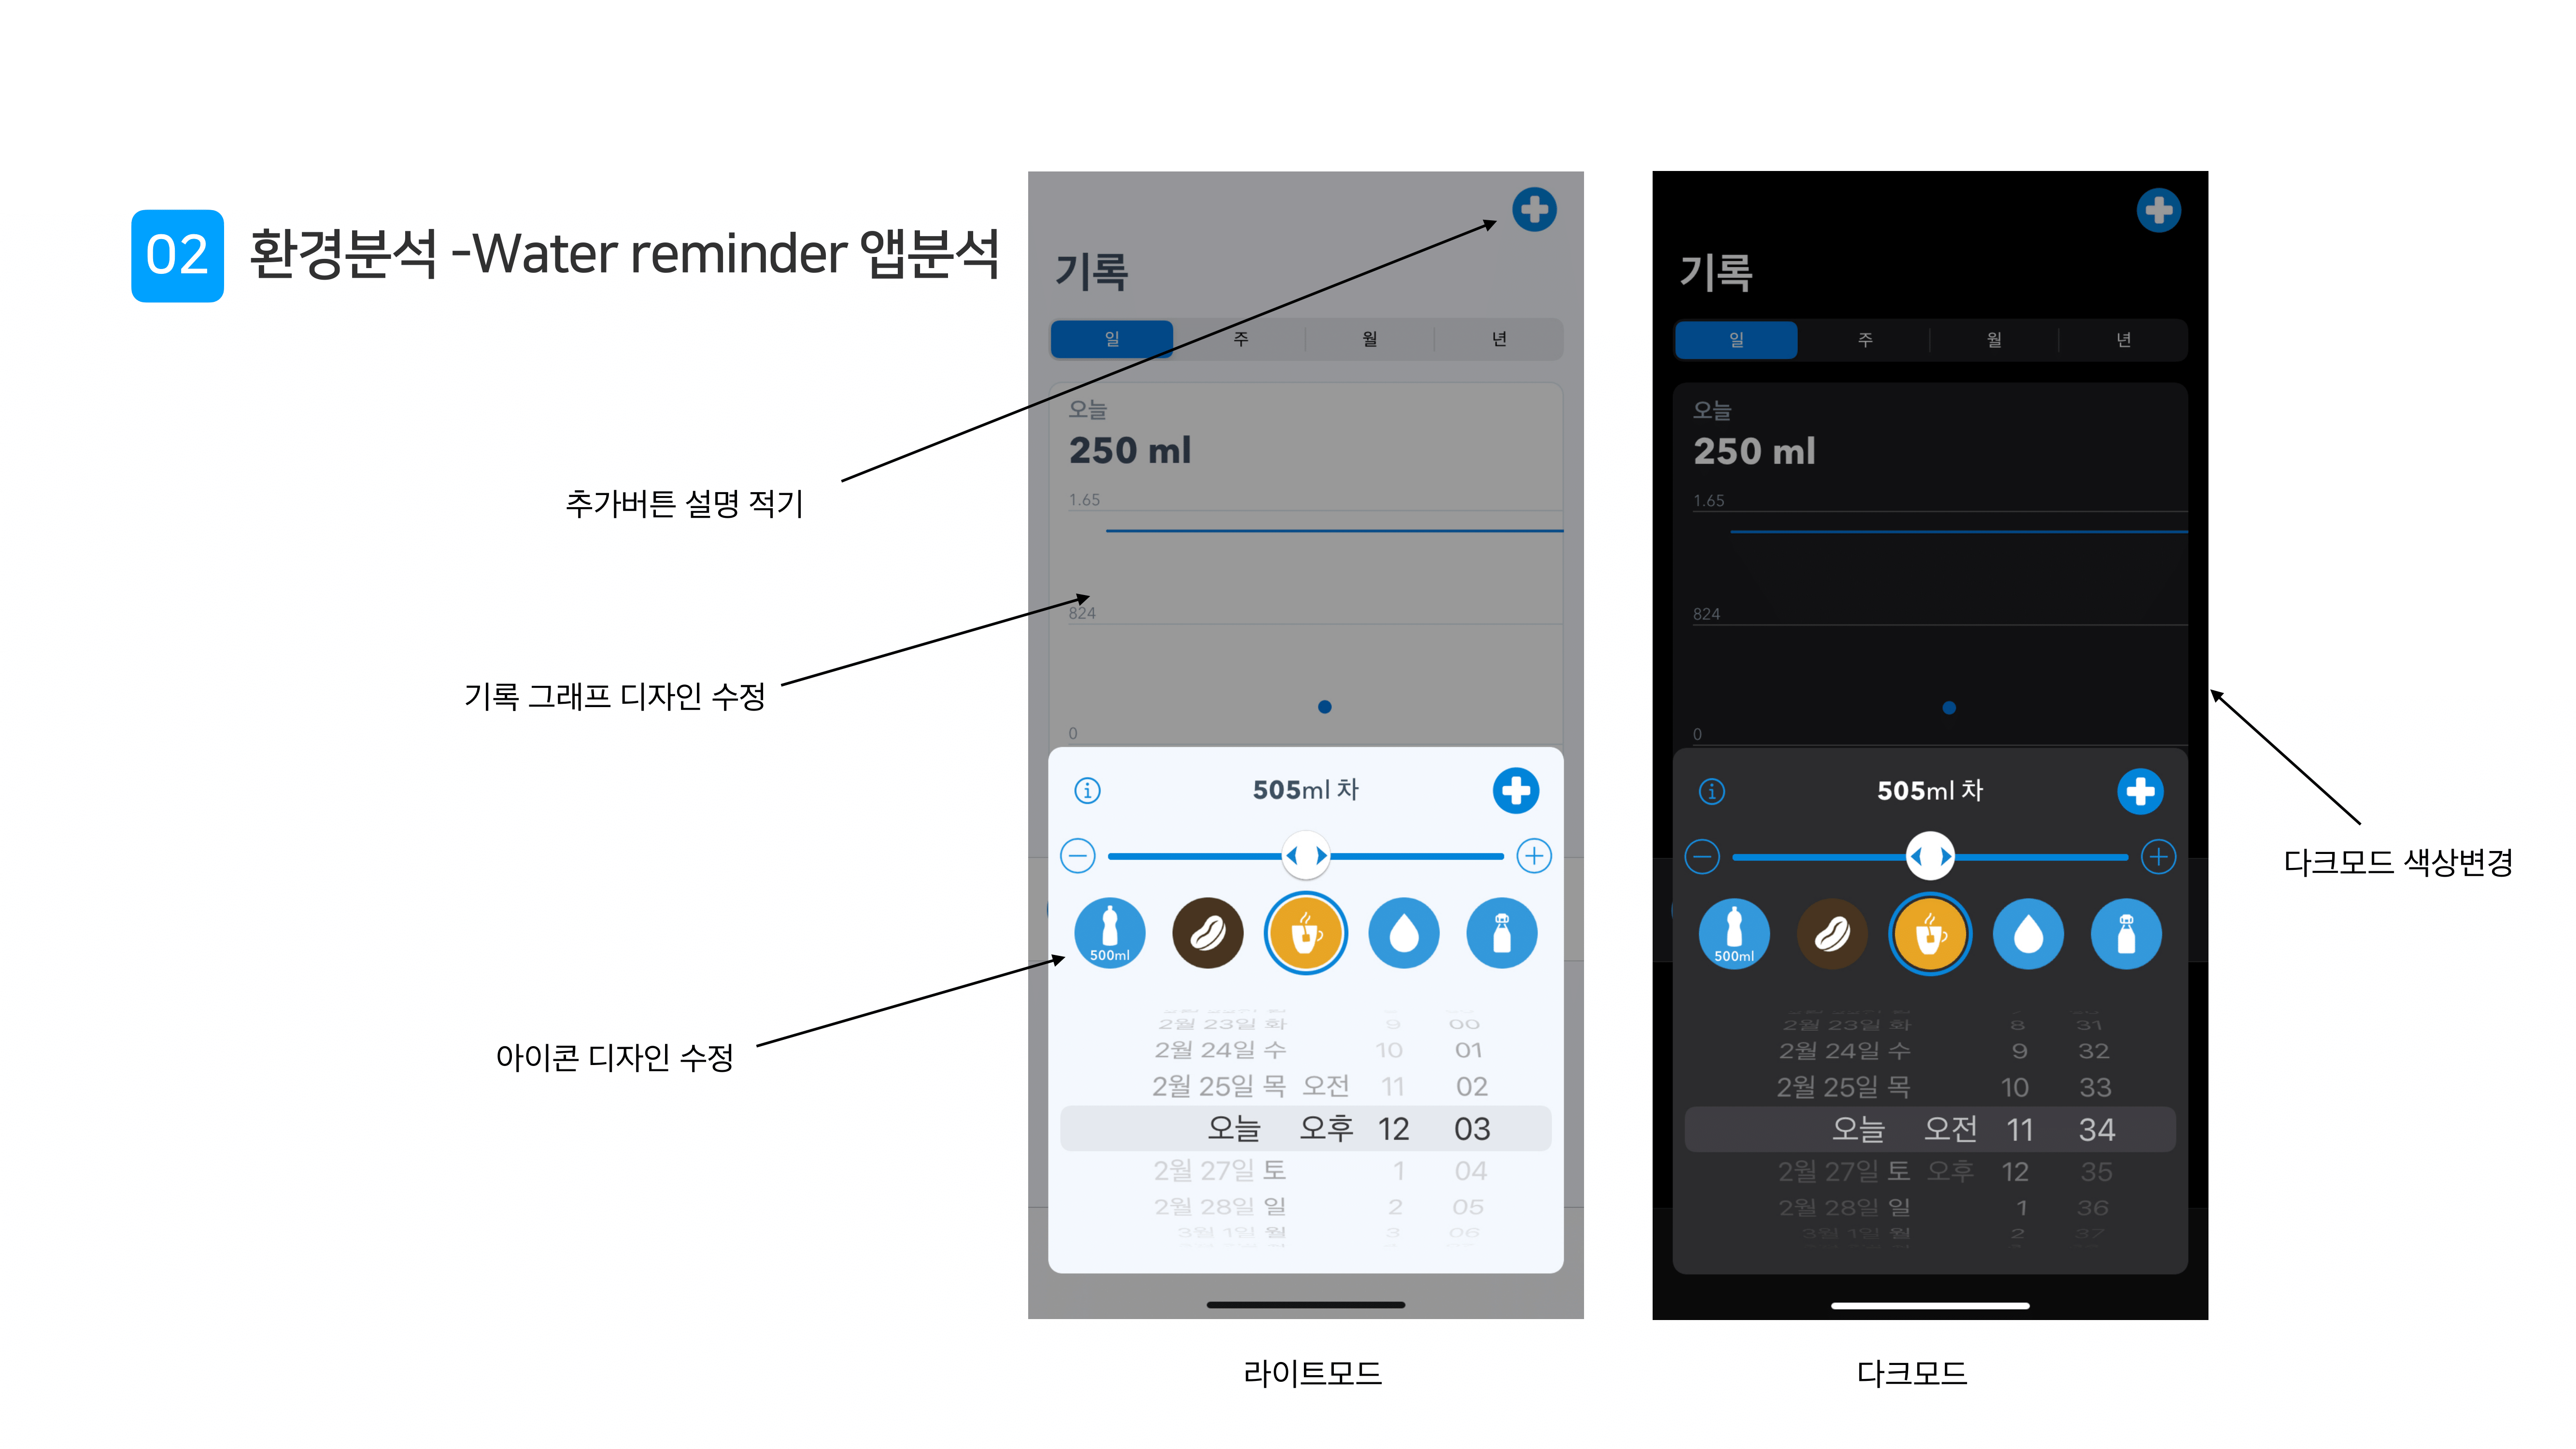 02 환경분석 -Water reminder 앱분석
추가버튼 설명 적기
기록 그래프 디자인 수정
아이콘 디자인 수정
기록
일 주 월 년
오늘
250 ml
1.65
824
0
505ml 차
500ml
2월 23일 화 9 00
2월 24일 수 10 01
2월 25일 목 오전 11 02
오늘 오후 12 03
2월 27일 토 1 04
2월 28일 일 2 05
3월 1일 월 3 06
라이트모드
기록
일 주 월 년
오늘
250 ml
1.65
824
0
505ml 차
500ml
2월 23일 화 8 31
2월 24일 수 9 32
2월 25일 목 10 33
오늘 오전 11 34
2월 27일 토 오후 12 35
2월 28일 일 1 36
3월 1일 월 2 37
다크모드
다크모드 색상변경